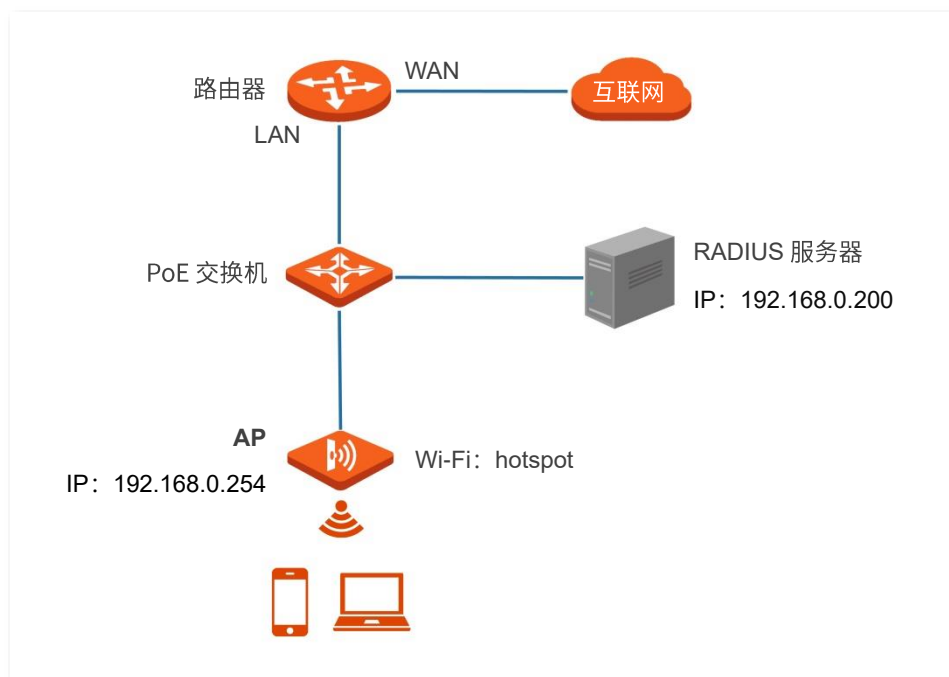 路由器
WAN
互联网
LAN
PoE 交换机
RADIUS 服务器
IP：192.168.0.200
AP
IP：192.168.0.254
Wi-Fi：hotspot